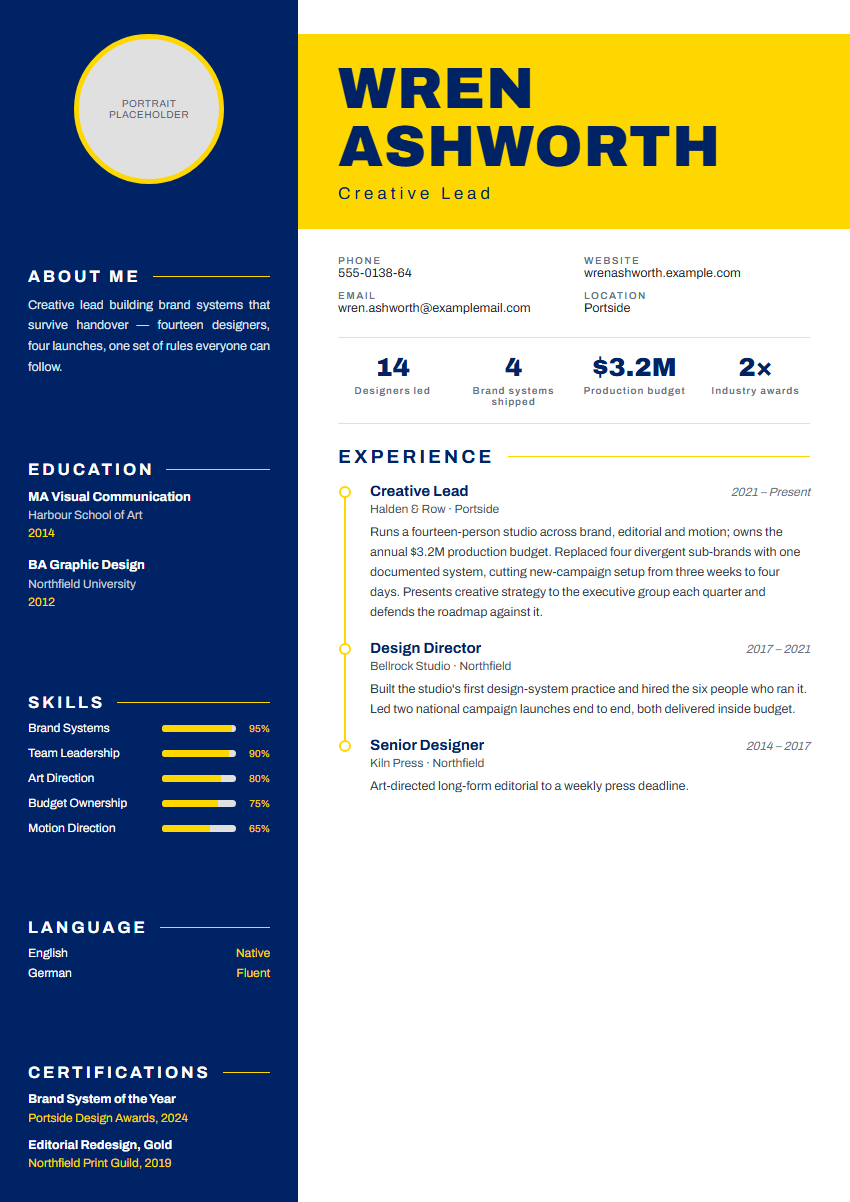 PORTRAIT
PLACEHOLDER
ABOUT ME
Creative lead building brand systems that
survive handover — fourteen designers,
four launches, one set of rules everyone can
follow.
EDUCATION
MA Visual Communication
Harbour School of Art
2014
BA Graphic Design
Northfield University
2012
SKILLS
Brand Systems 95%
Team Leadership 90%
Art Direction 80%
Budget Ownership 75%
Motion Direction 65%
LANGUAGE
English Native
German Fluent
CERTIFICATIONS
Brand System of the Year
Portside Design Awards, 2024
Editorial Redesign, Gold
Northfield Print Guild, 2019
WREN
ASHWORTH
Creative Lead
PHONE
555-0138-64
WEBSITE
wrenashworth.example.com
EMAIL
wren.ashworth@examplemail.com
LOCATION
Portside
14
Designers led
4
Brand systems
shipped
$3.2M
Production budget
2×
Industry awards
EXPERIENCE
Creative Lead 2021 – Present
Halden & Row · Portside
Runs a fourteen-person studio across brand, editorial and motion; owns the
annual $3.2M production budget. Replaced four divergent sub-brands with one
documented system, cutting new-campaign setup from three weeks to four
days. Presents creative strategy to the executive group each quarter and
defends the roadmap against it.
Design Director 2017 – 2021
Bellrock Studio · Northfield
Built the studio's first design-system practice and hired the six people who ran it.
Led two national campaign launches end to end, both delivered inside budget.
Senior Designer 2014 – 2017
Kiln Press · Northfield
Art-directed long-form editorial to a weekly press deadline.